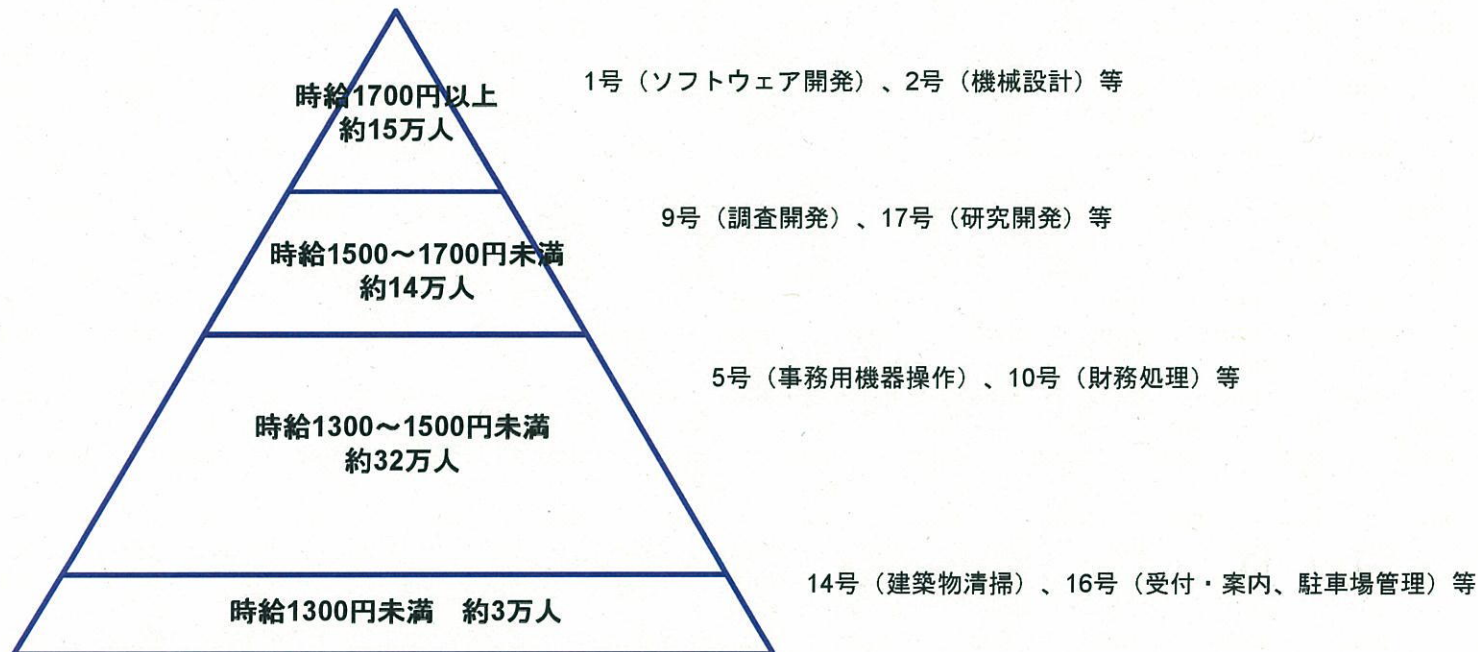 時給1700円以上
約15万人
1号（ソフトウェア開発）、2号（機械設計）等
時給1500～1700円未満
約14万人
9号（調査開発）、17号（研究開発）等
時給1300～1500円未満
約32万人
5号（事務用機器操作）、10号（財務処理）等
時給1300円未満　約3万人
14号（建築物清掃）、16号（受付・案内、駐車場管理）等